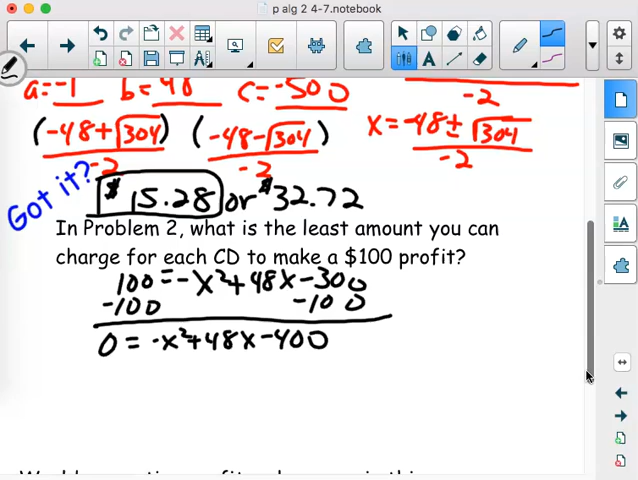 p alg 2 4-7.notebook
a=-1 b=48 c=-500
-2
(-48+√304) (-48-√304) x=-48±√304
-2 -2 -2
Got it?
$15.28 or $32.72
In Problem 2, what is the least amount you can
charge for each CD to make a $100 profit?
100=-x²+48x-300
-100 -100
0=-x²+48x-400